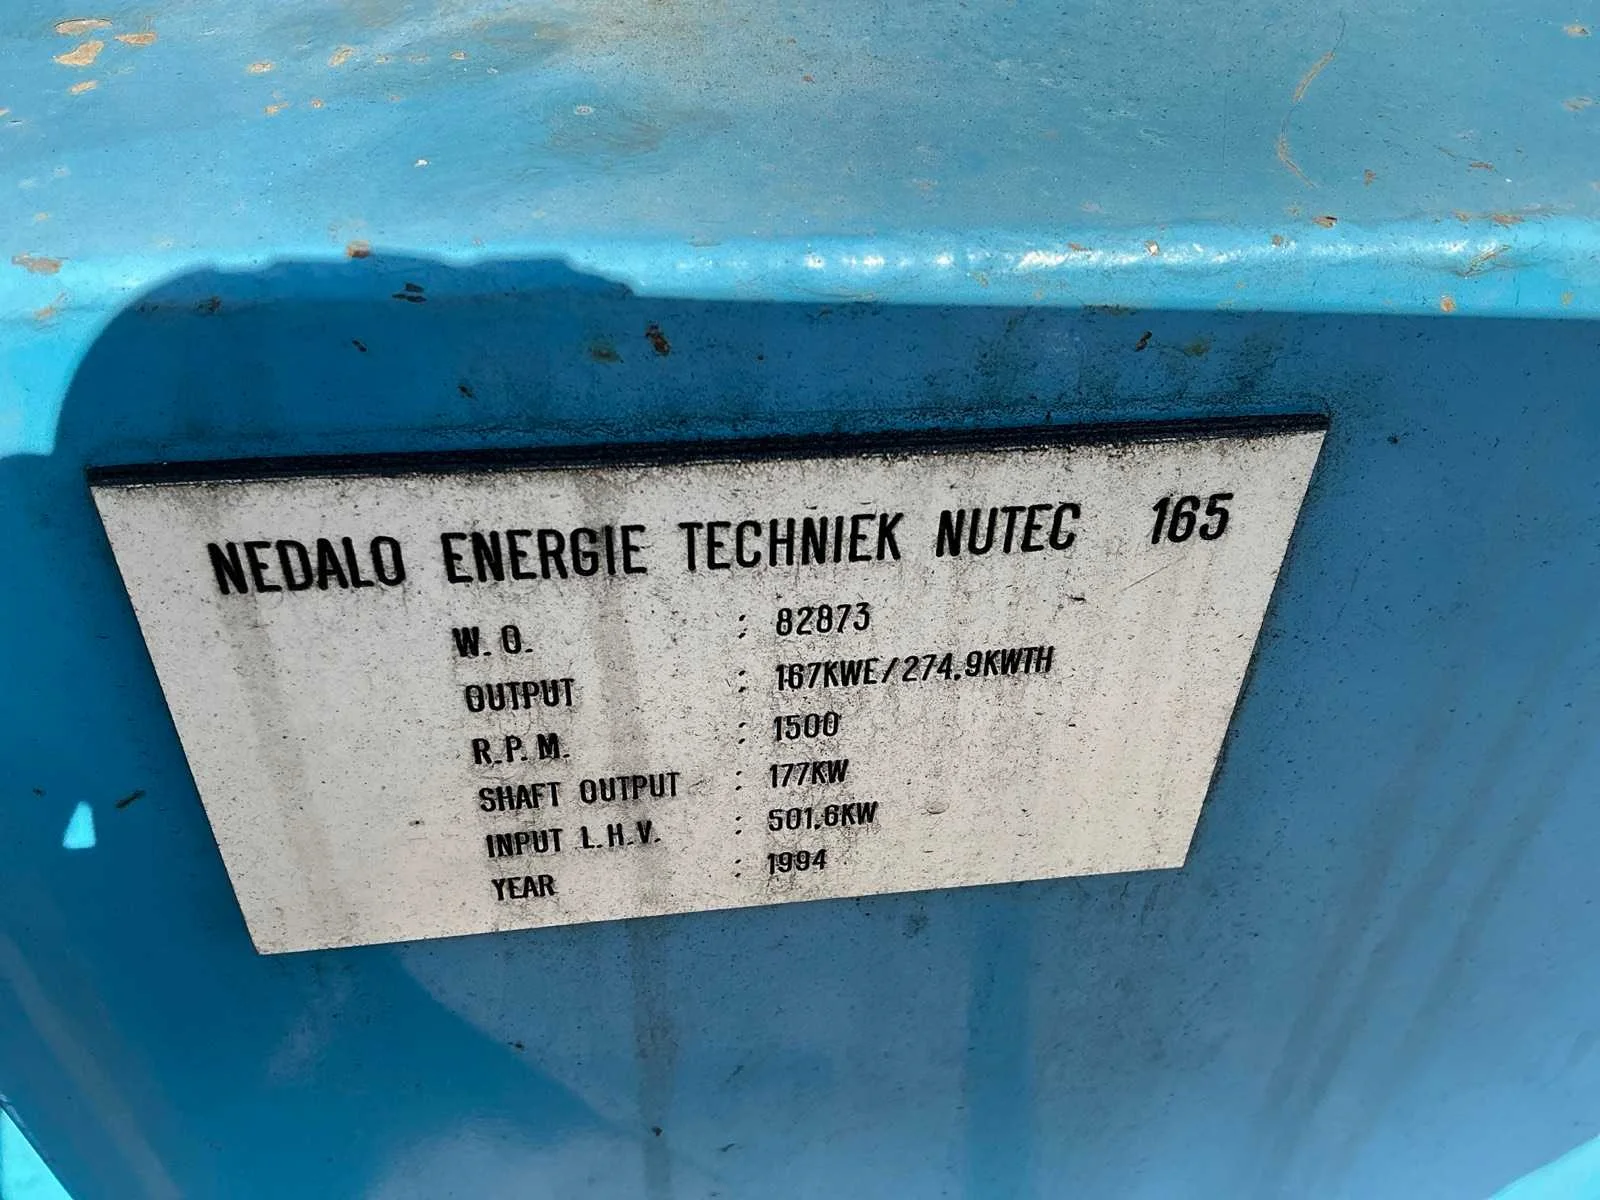 NEDALO ENERGIE TECHNIEK NUTEC 165
W.O. : 82873
OUTPUT : 167KWE/274.9KWTH
R.P.M. : 1500
SHAFT OUTPUT : 177KW
INPUT L.H.V. : 501.6KW
YEAR : 1994